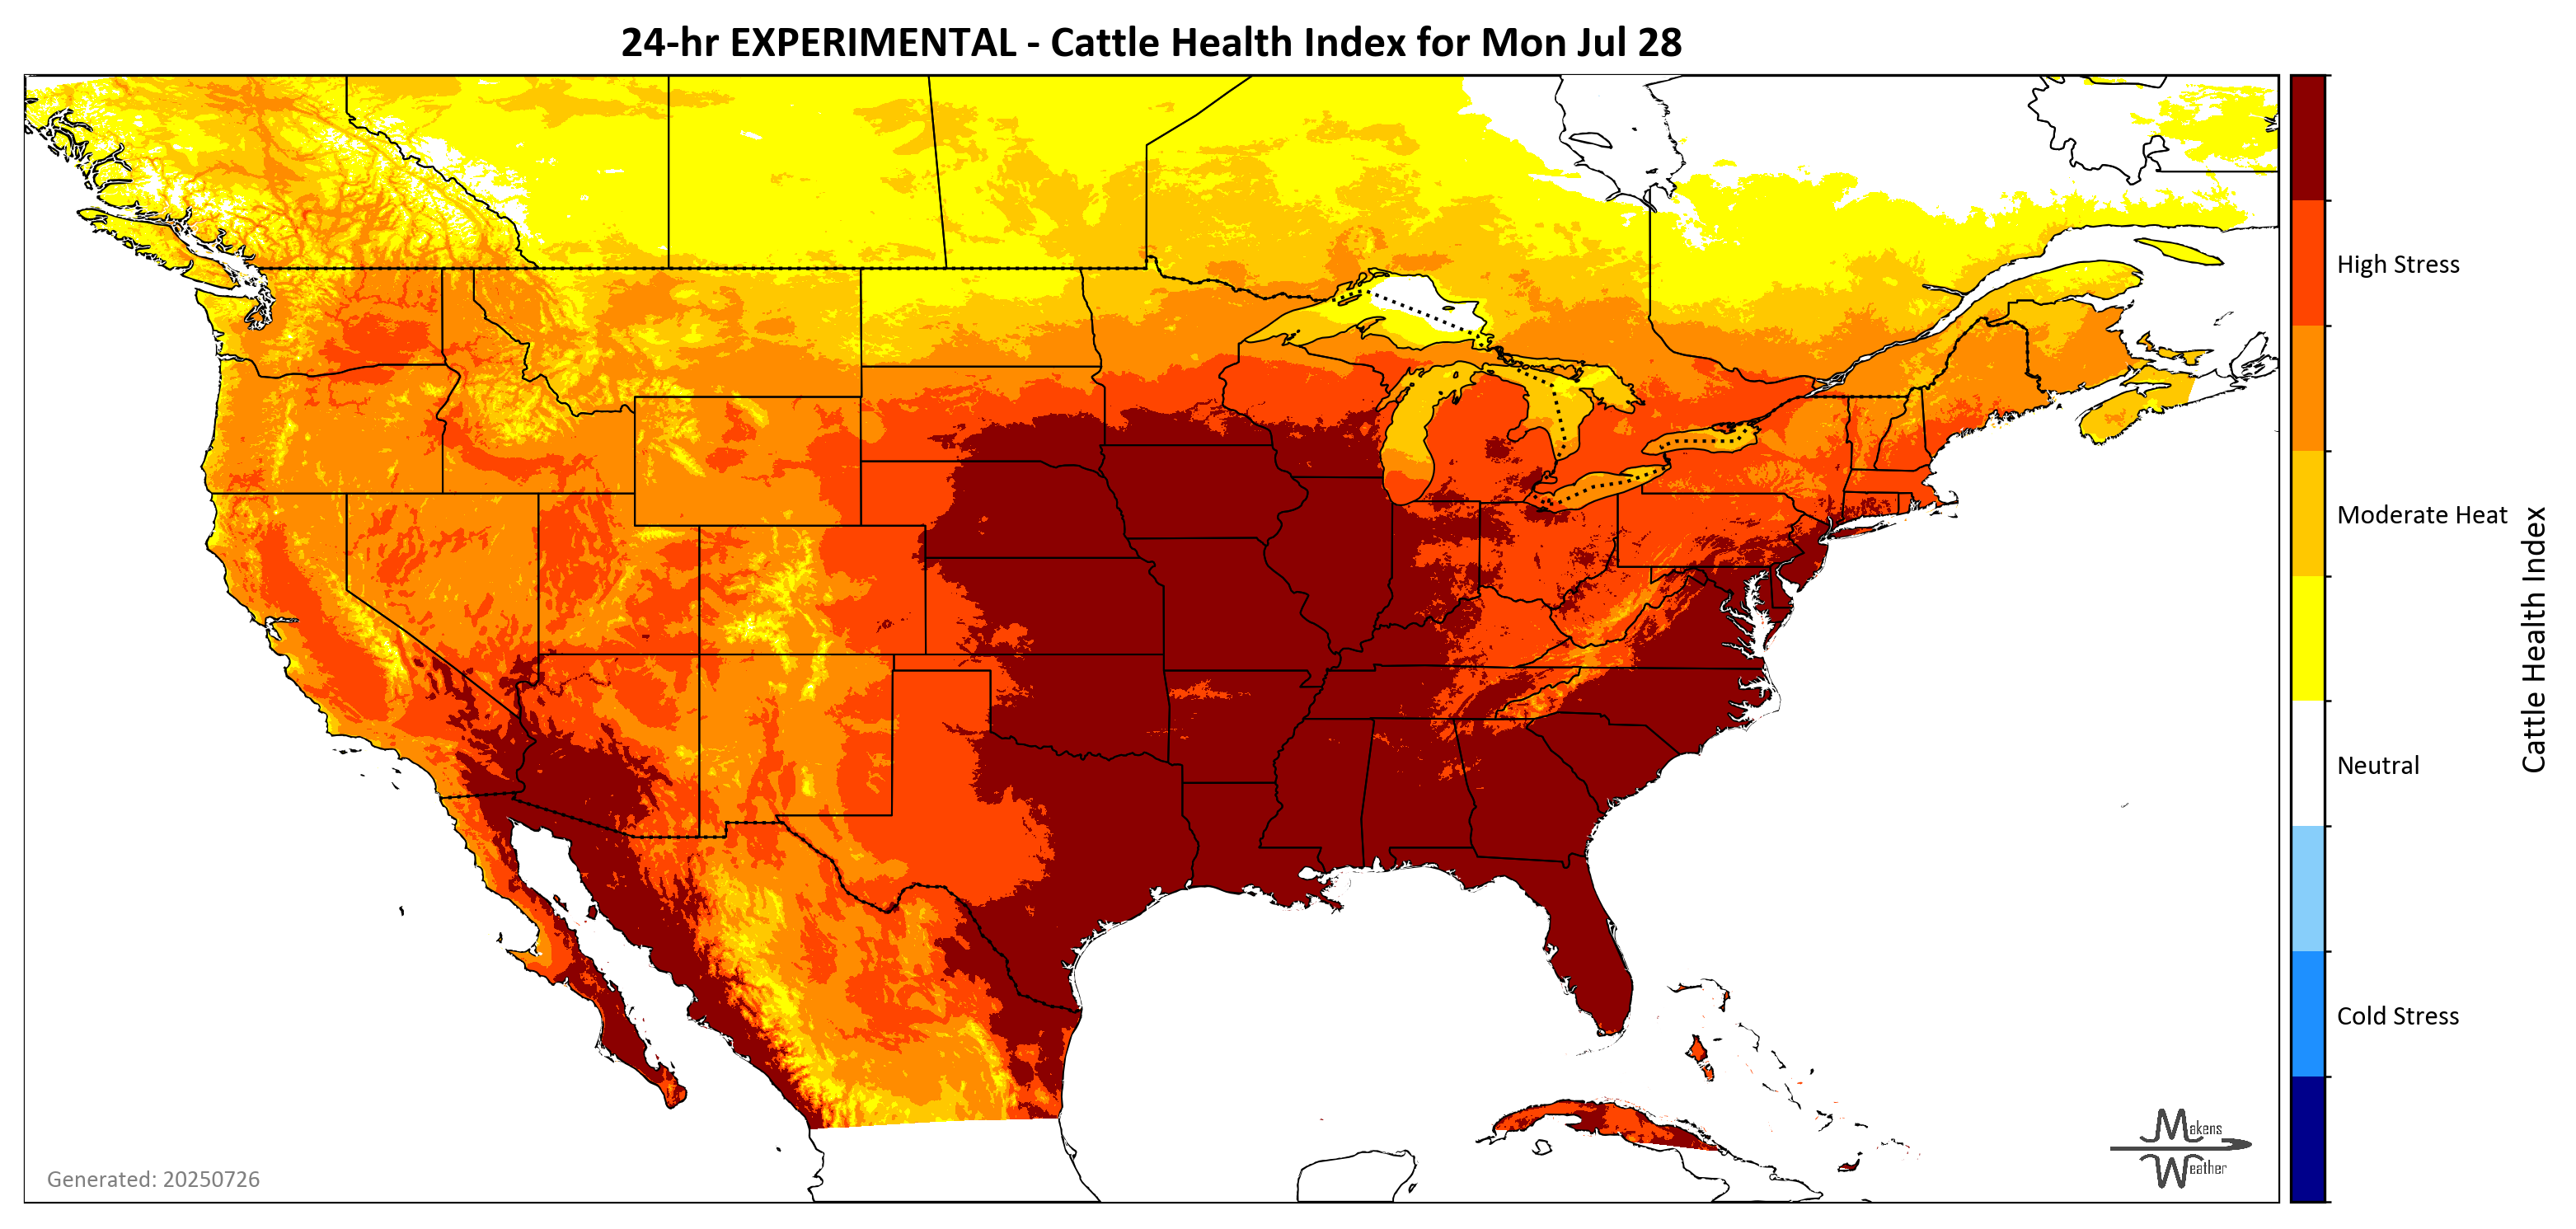 24-hr EXPERIMENTAL - Cattle Health Index for Mon Jul 28
High Stress
Moderate Heat
Neutral
Cold Stress
Cattle Health Index
Makens
Weather
Generated: 20250726